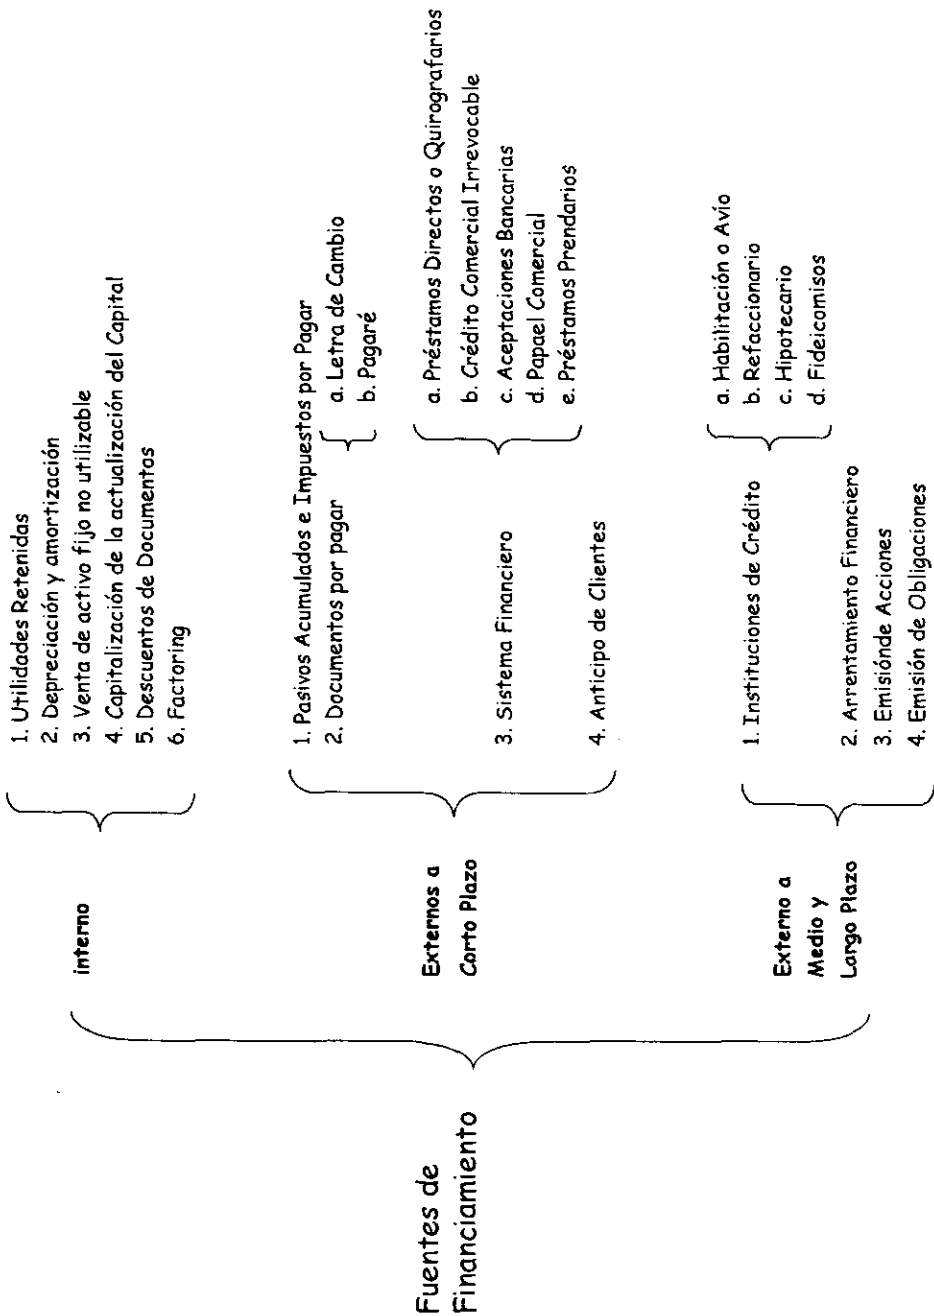 Fuentes de
Financiamiento
interno
1. Utilidades Retenidas
2. Depreciación y amortización
3. Venta de activo fijo no utilizable
4. Capitalización de la actualización del Capital
5. Descuentos de Documentos
6. Factoring
Externos a
Corto Plazo
1. Pasivos Acumulados e Impuestos por Pagar
2. Documentos por pagar
a. Letra de Cambio
b. Pagaré
3. Sistema Financiero
a. Préstamos Directos o Quirografarios
b. Crédito Comercial Irrevocable
c. Aceptaciones Bancarias
d. Papael Comercial
e. Préstamos Prendarios
4. Anticipo de Clientes
Externo a
Medio y
Largo Plazo
1. Instituciones de Crédito
a. Habilitación o Avío
b. Refaccionario
c. Hipotecario
d. Fideicomisos
2. Arrentamiento Financiero
3. Emisiónde Acciones
4. Emisión de Obligaciones